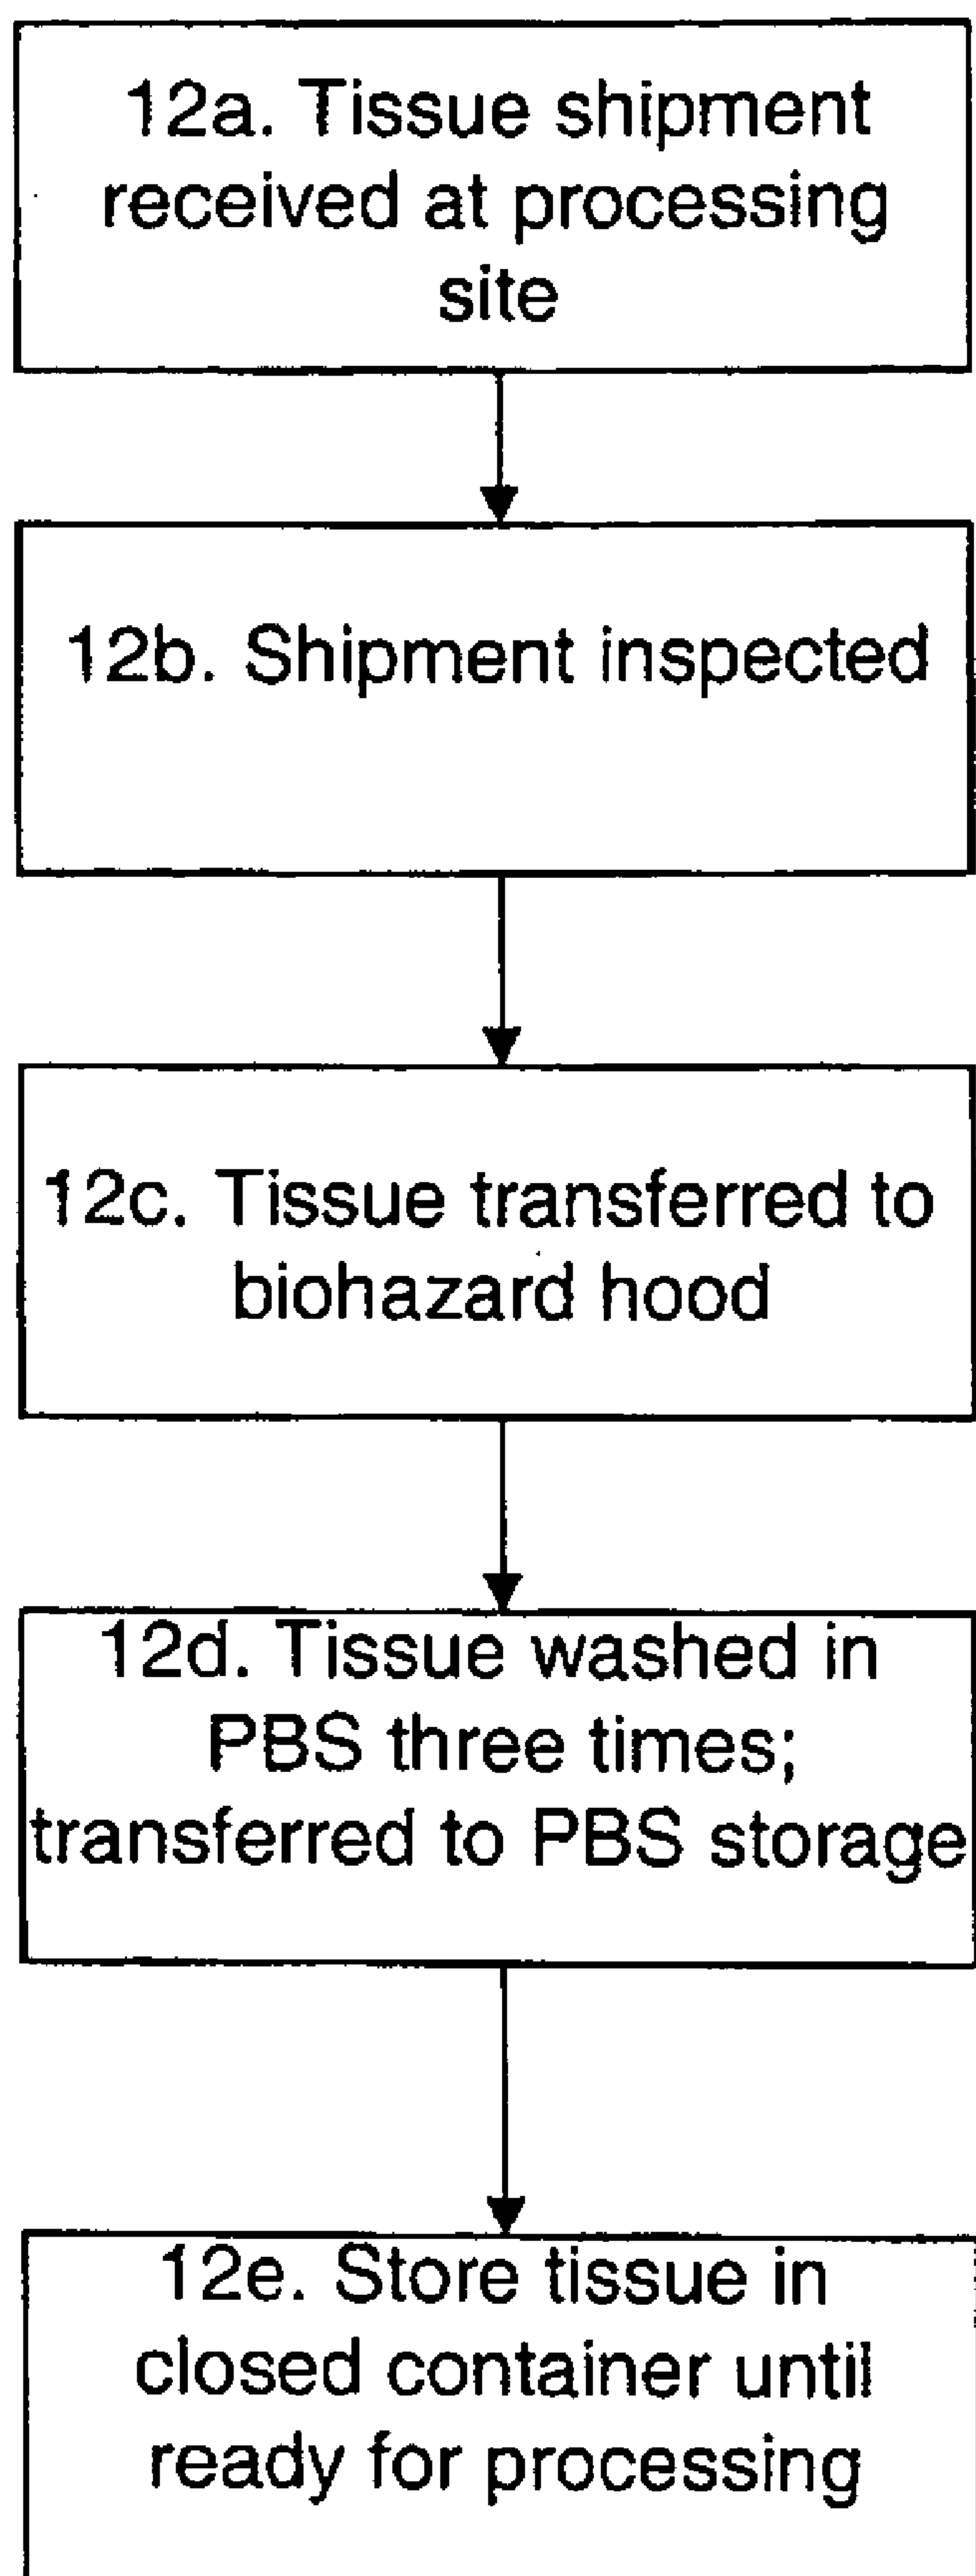 12a. Tissue shipment
received at processing
site
12b. Shipment inspected
12c. Tissue transferred to
biohazard hood
12d. Tissue washed in
PBS three times;
transferred to PBS storage
12e. Store tissue in
closed container until
ready for processing